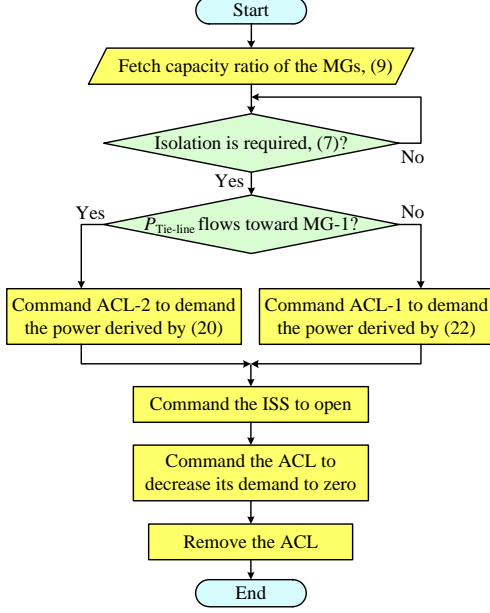 Start
Fetch capacity ratio of the MGs, (9)
Isolation is required, (7)?
No
Yes
Yes
P_Tie-line flows toward MG-1?
No
Command ACL-2 to demand
the power derived by (20)
Command ACL-1 to demand
the power derived by (22)
Command the ISS to open
Command the ACL to
decrease its demand to zero
Remove the ACL
End